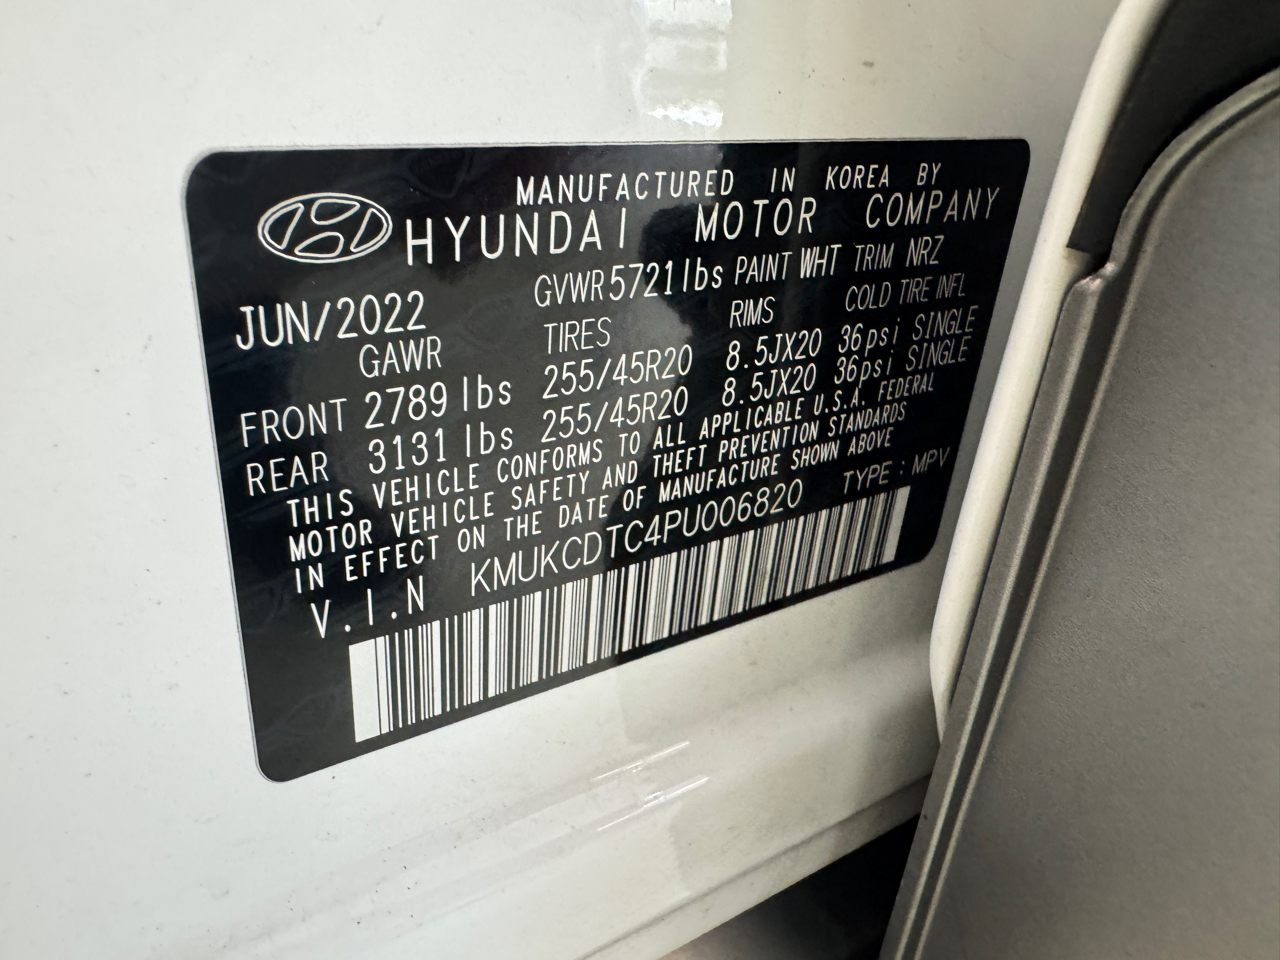 MANUFACTURED IN KOREA BY
HYUNDAI MOTOR COMPANY
JUN/2022 GVWR 5721lbs PAINT WHT TRIM NRZ
GAWR TIRES RIMS COLD TIRE INFL
FRONT 2789 lbs 255/45R20 8.5JX20 36psi SINGLE
REAR 3131 lbs 255/45R20 8.5JX20 36psi SINGLE
THIS VEHICLE CONFORMS TO ALL APPLICABLE U.S.A. FEDERAL
MOTOR VEHICLE SAFETY AND THEFT PREVENTION STANDARDS
IN EFFECT ON THE DATE OF MANUFACTURE SHOWN ABOVE
V.I.N KMUKCDTC4PU006820 TYPE : MPV